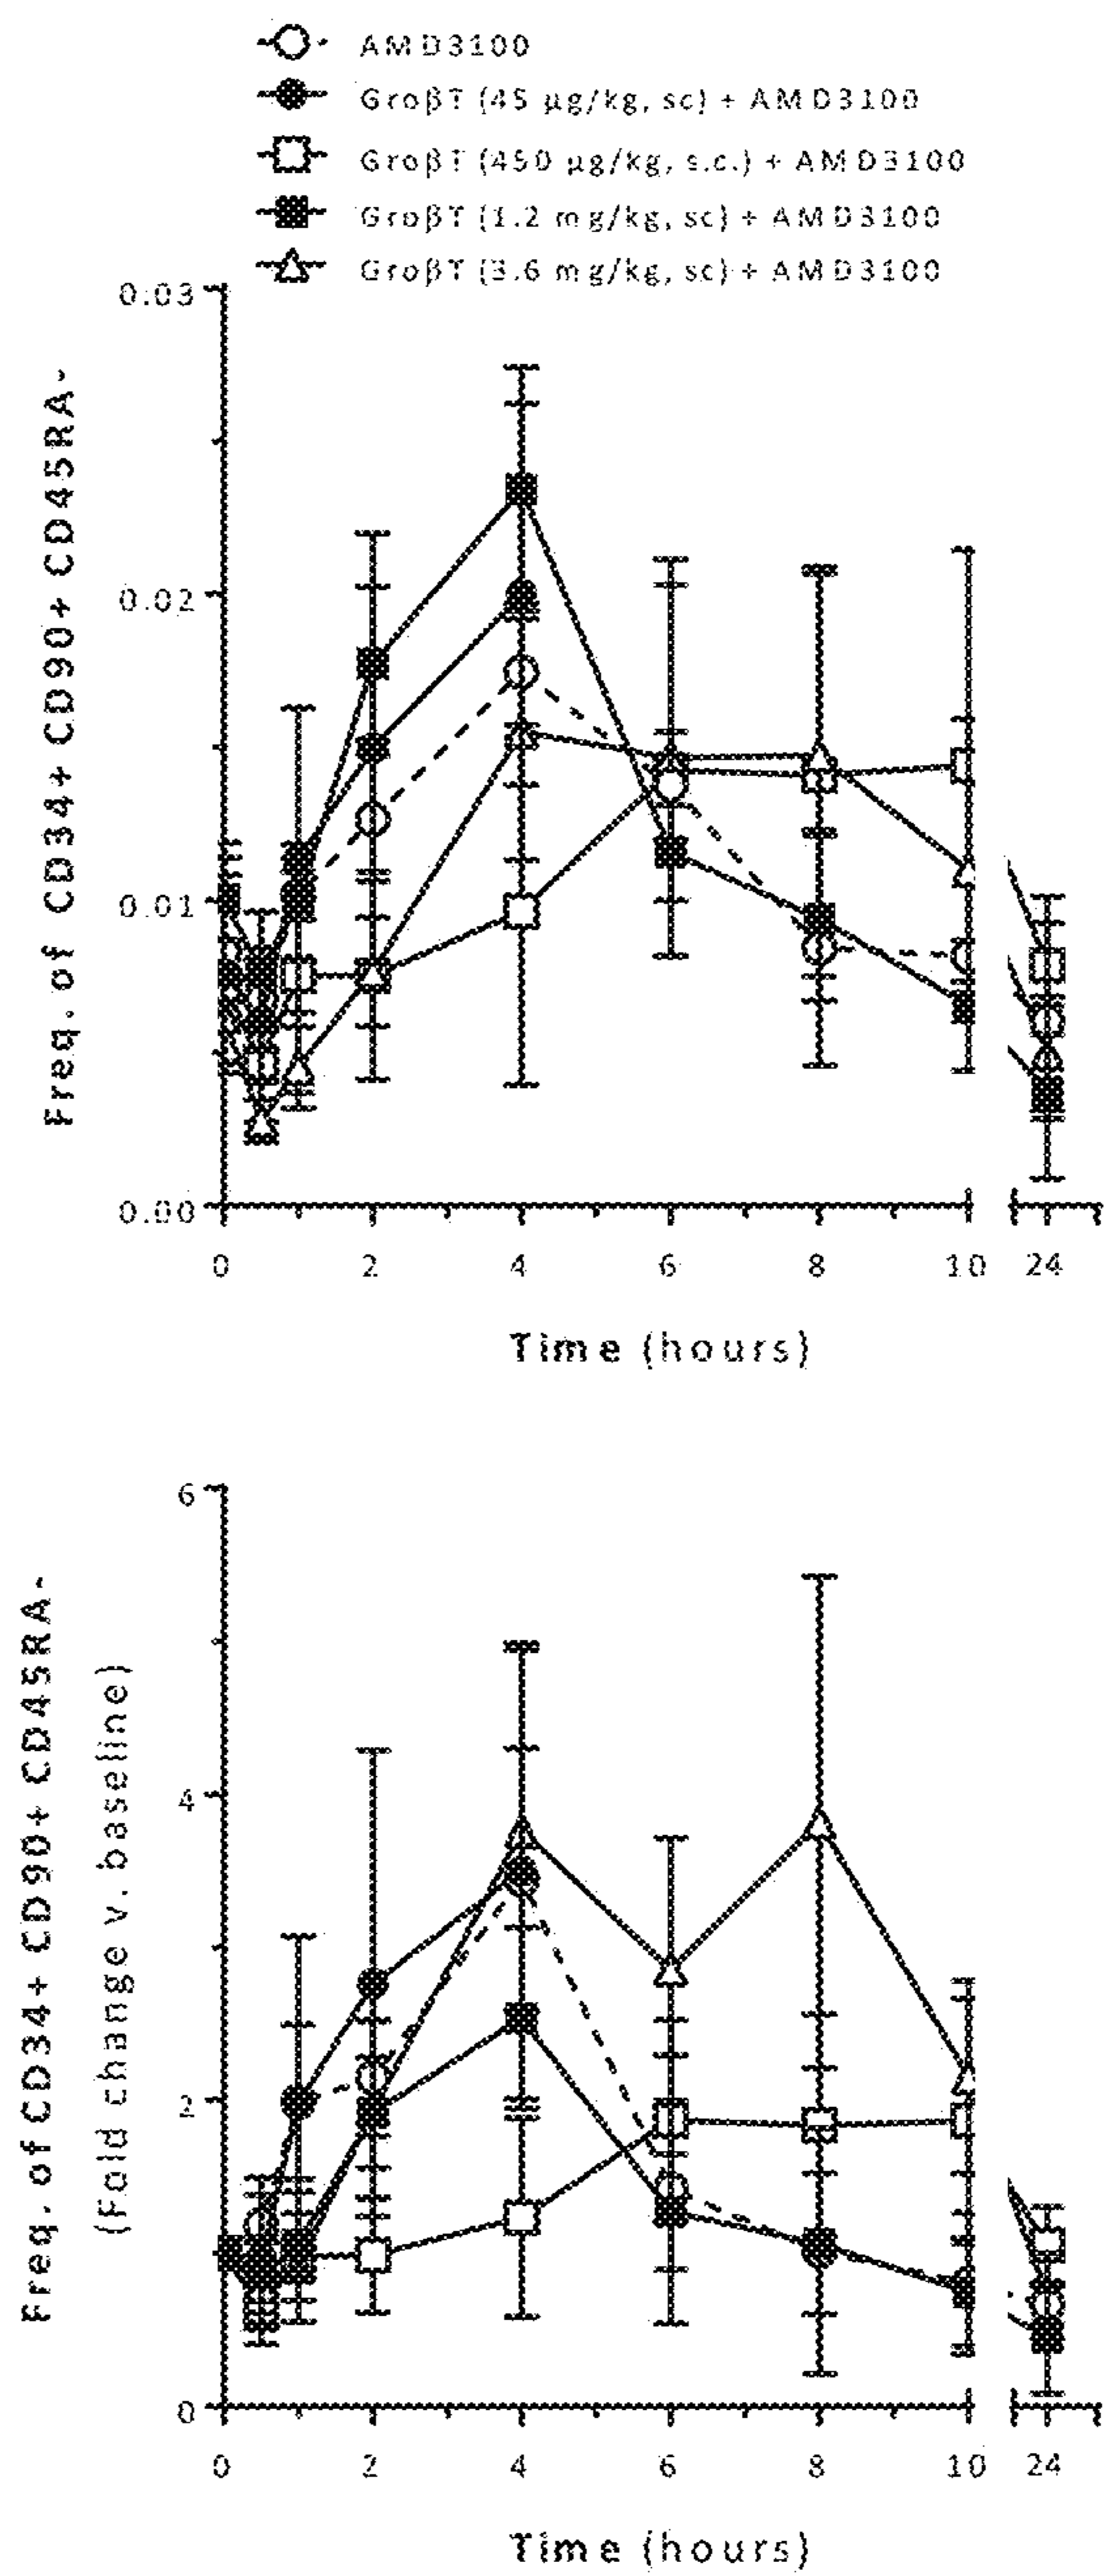 AMD3100
GroβT (45 µg/kg, sc) + AMD3100
GroβT (450 µg/kg, s.c.) + AMD3100
GroβT (1.2 mg/kg, sc) + AMD3100
GroβT (3.6 mg/kg, sc) + AMD3100
Freq. of CD34+ CD90+ CD45RA-
0.03
0.02
0.01
0.00
0 2 4 6 8 10 24
Time (hours)
Freq. of CD34+ CD90+ CD45RA-
(Fold change v. baseline)
6
4
2
0
0 2 4 6 8 10 24
Time (hours)